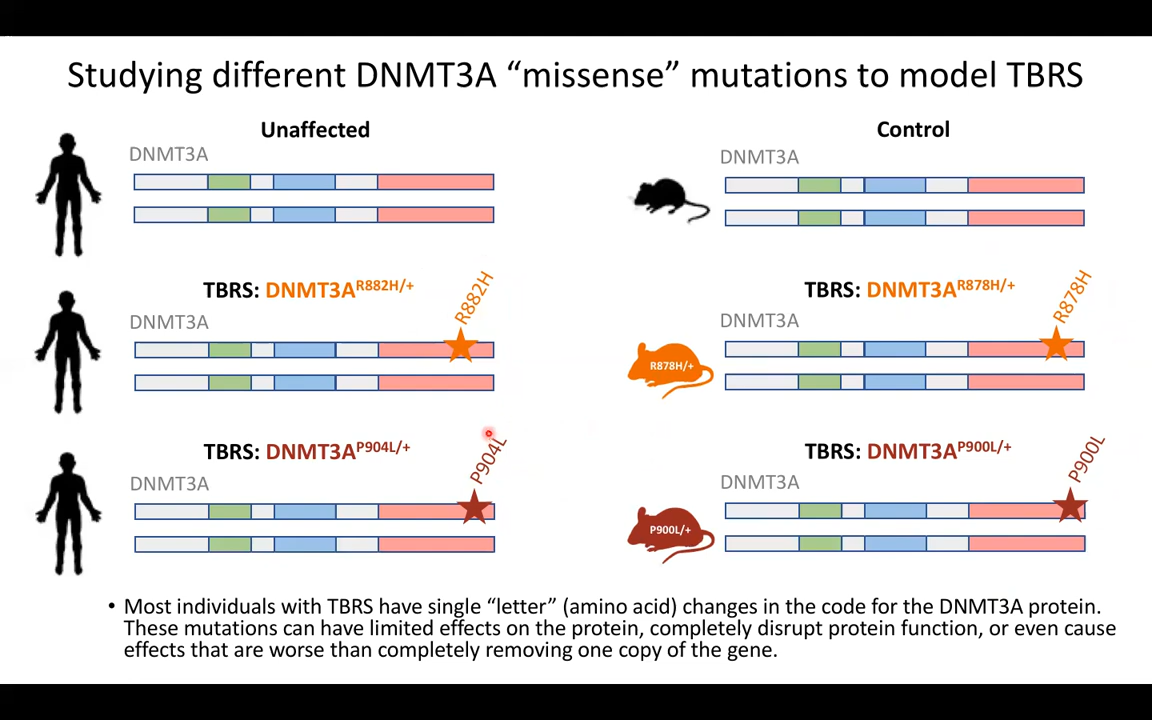 Studying different DNMT3A “missense” mutations to model TBRS
Unaffected
DNMT3A
Control
DNMT3A
TBRS: DNMT3A^R882H/+
R882H
DNMT3A
TBRS: DNMT3A^R878H/+
R878H
DNMT3A
R878H/+
TBRS: DNMT3A^P904L/+
P904L
DNMT3A
TBRS: DNMT3A^P900L/+
P900L
DNMT3A
P900L/+
• Most individuals with TBRS have single “letter” (amino acid) changes in the code for the DNMT3A protein.
These mutations can have limited effects on the protein, completely disrupt protein function, or even cause
effects that are worse than completely removing one copy of the gene.